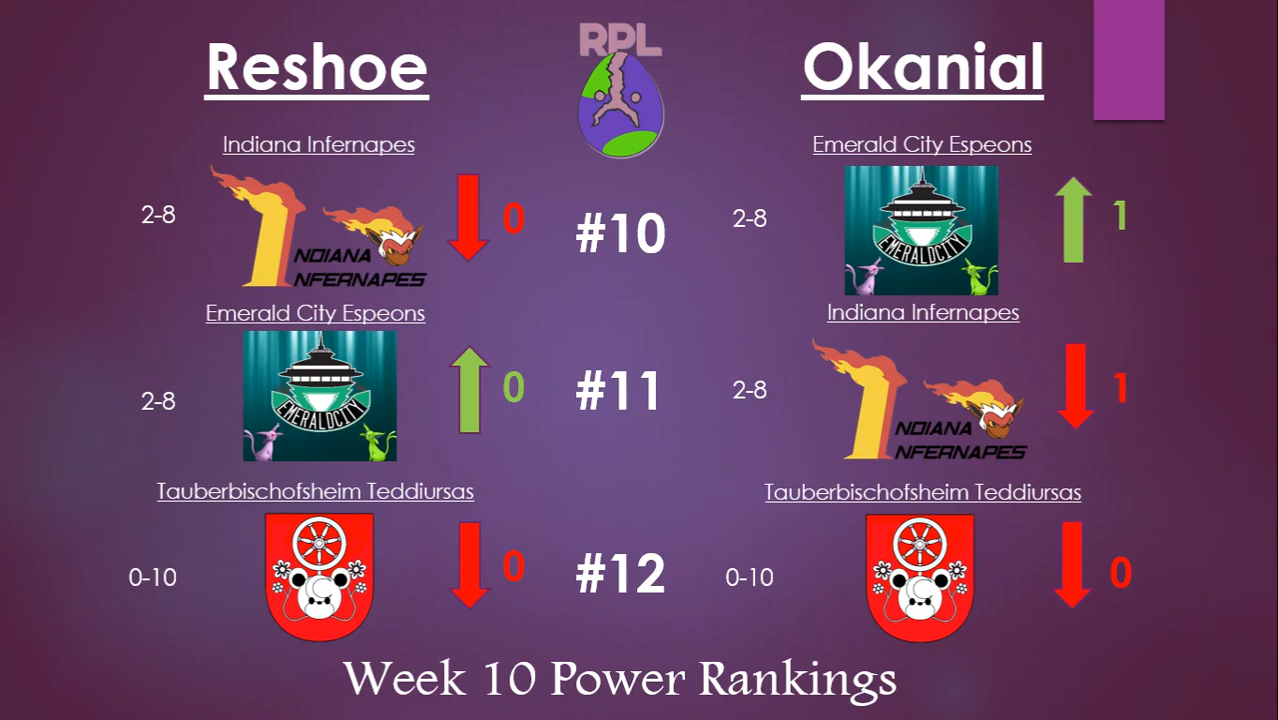 RPL
Reshoe
Okanial
Indiana Infernapes
2-8
INDIANA
INFERNAPES
0
#10
Emerald City Espeons
2-8
EMERALDCITY
1
Emerald City Espeons
2-8
EMERALDCITY
0
#11
Indiana Infernapes
2-8
INDIANA
INFERNAPES
1
Tauberbischofsheim Teddiursas
0-10
0
#12
Tauberbischofsheim Teddiursas
0-10
0
Week 10 Power Rankings